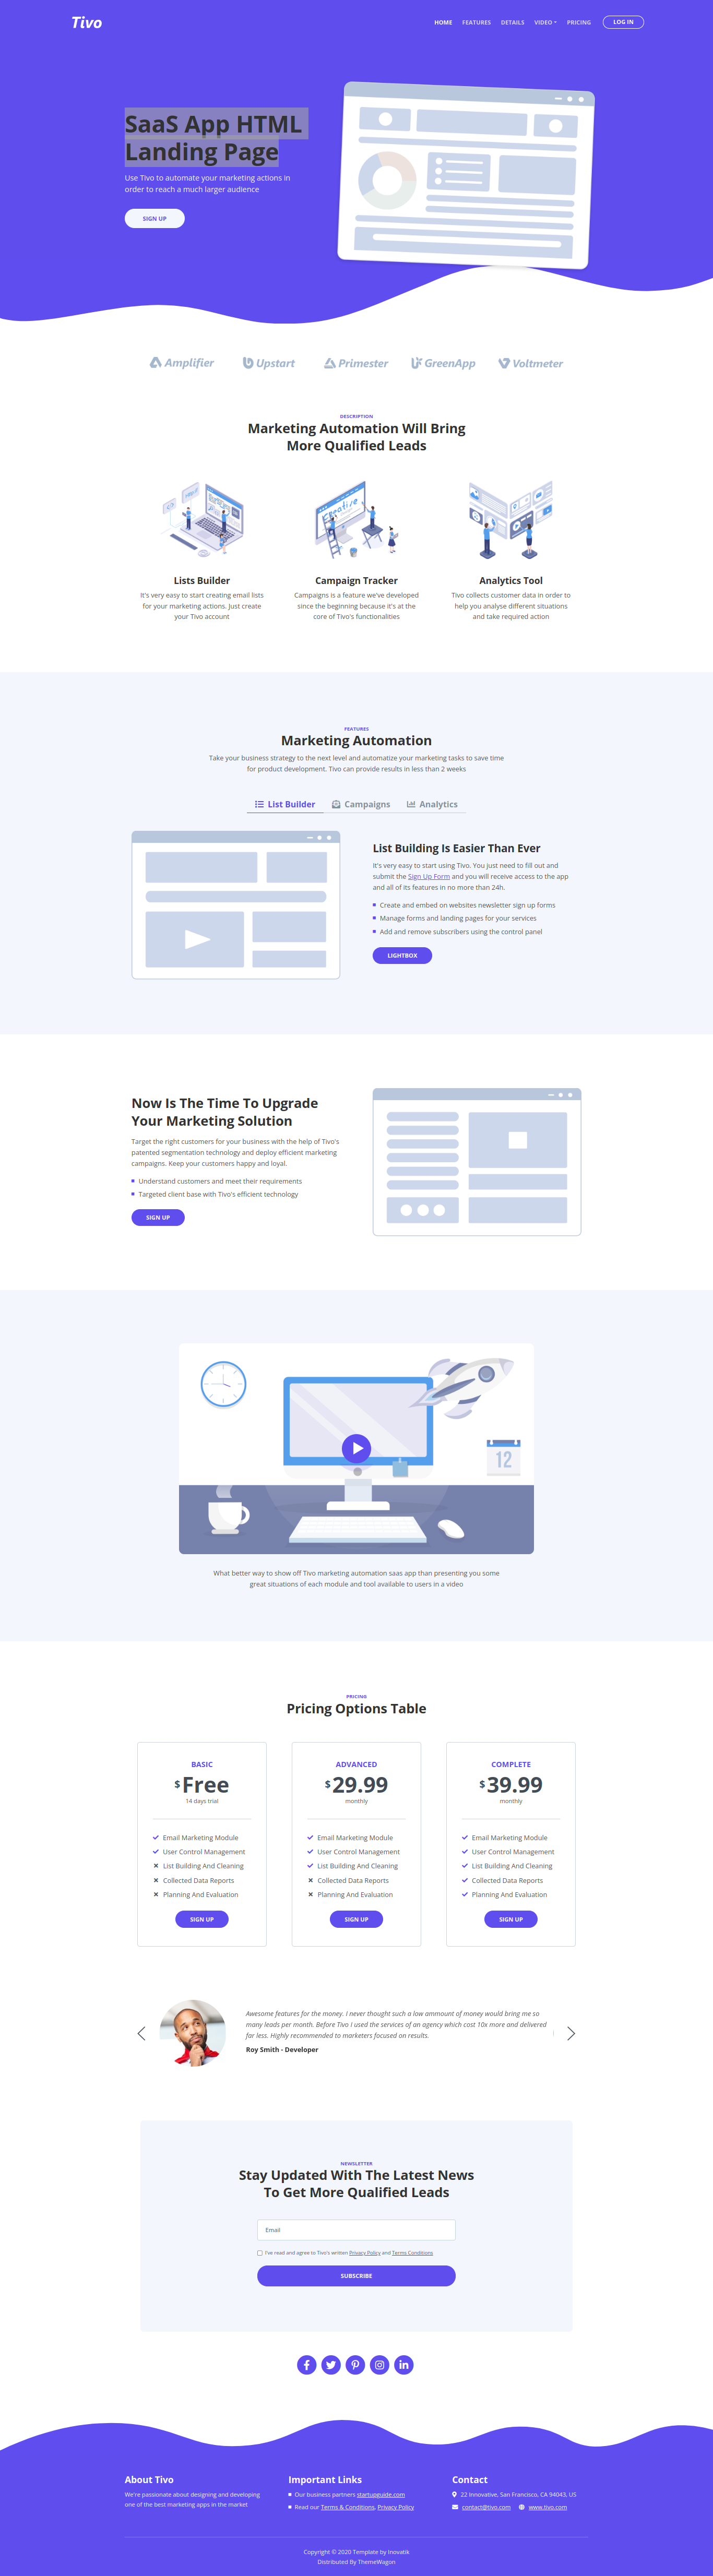 Tivo
HOME FEATURES DETAILS VIDEO PRICING LOG IN
SaaS App HTML
Landing Page
Use Tivo to automate your marketing actions in
order to reach a much larger audience
SIGN UP
Amplifier Upstart Primester GreenApp Voltmeter
DESCRIPTION
Marketing Automation Will Bring
More Qualified Leads
Creative
Lists Builder
It's very easy to start creating email lists
for your marketing actions. Just create
your Tivo account
Campaign Tracker
Campaigns is a feature we've developed
since the beginning because it's at the
core of Tivo's functionalities
Analytics Tool
Tivo collects customer data in order to
help you analyse different situations
and take required action
FEATURES
Marketing Automation
Take your business strategy to the next level and automatize your marketing tasks to save time
for product development. Tivo can provide results in less than 2 weeks
List Builder Campaigns Analytics
List Building Is Easier Than Ever
It's very easy to start using Tivo. You just need to fill out and
submit the Sign Up Form and you will receive access to the app
and all of its features in no more than 24h.
Create and embed on websites newsletter sign up forms
Manage forms and landing pages for your services
Add and remove subscribers using the control panel
LIGHTBOX
Now Is The Time To Upgrade
Your Marketing Solution
Target the right customers for your business with the help of Tivo's
patented segmentation technology and deploy efficient marketing
campaigns. Keep your customers happy and loyal.
Understand customers and meet their requirements
Targeted client base with Tivo's efficient technology
SIGN UP
12
What better way to show off Tivo marketing automation saas app than presenting you some
great situations of each module and tool available to users in a video
PRICING
Pricing Options Table
BASIC
$Free
14 days trial
Email Marketing Module
User Control Management
List Building And Cleaning
Collected Data Reports
Planning And Evaluation
SIGN UP
ADVANCED
$29.99
monthly
Email Marketing Module
User Control Management
List Building And Cleaning
Collected Data Reports
Planning And Evaluation
SIGN UP
COMPLETE
$39.99
monthly
Email Marketing Module
User Control Management
List Building And Cleaning
Collected Data Reports
Planning And Evaluation
SIGN UP
Awesome features for the money. I never thought such a low ammount of money would bring me so
many leads per month. Before Tivo I used the services of an agency which cost 10x more and delivered
far less. Highly recommended to marketers focused on results.
Roy Smith - Developer
NEWSLETTER
Stay Updated With The Latest News
To Get More Qualified Leads
Email
I've read and agree to Tivo's written Privacy Policy and Terms Conditions
SUBSCRIBE
About Tivo
We're passionate about designing and developing
one of the best marketing apps in the market
Important Links
Our business partners startupguide.com
Read our Terms & Conditions, Privacy Policy
Contact
22 Innovative, San Francisco, CA 94043, US
contact@tivo.com www.tivo.com
Copyright © 2020 Template by Inovatik
Distributed By ThemeWagon